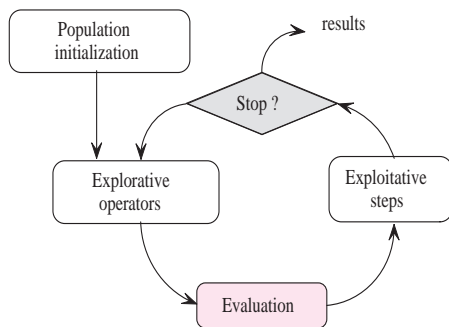 Population
initialization
results
Stop ?
Explorative
operators
Exploitative
steps
Evaluation